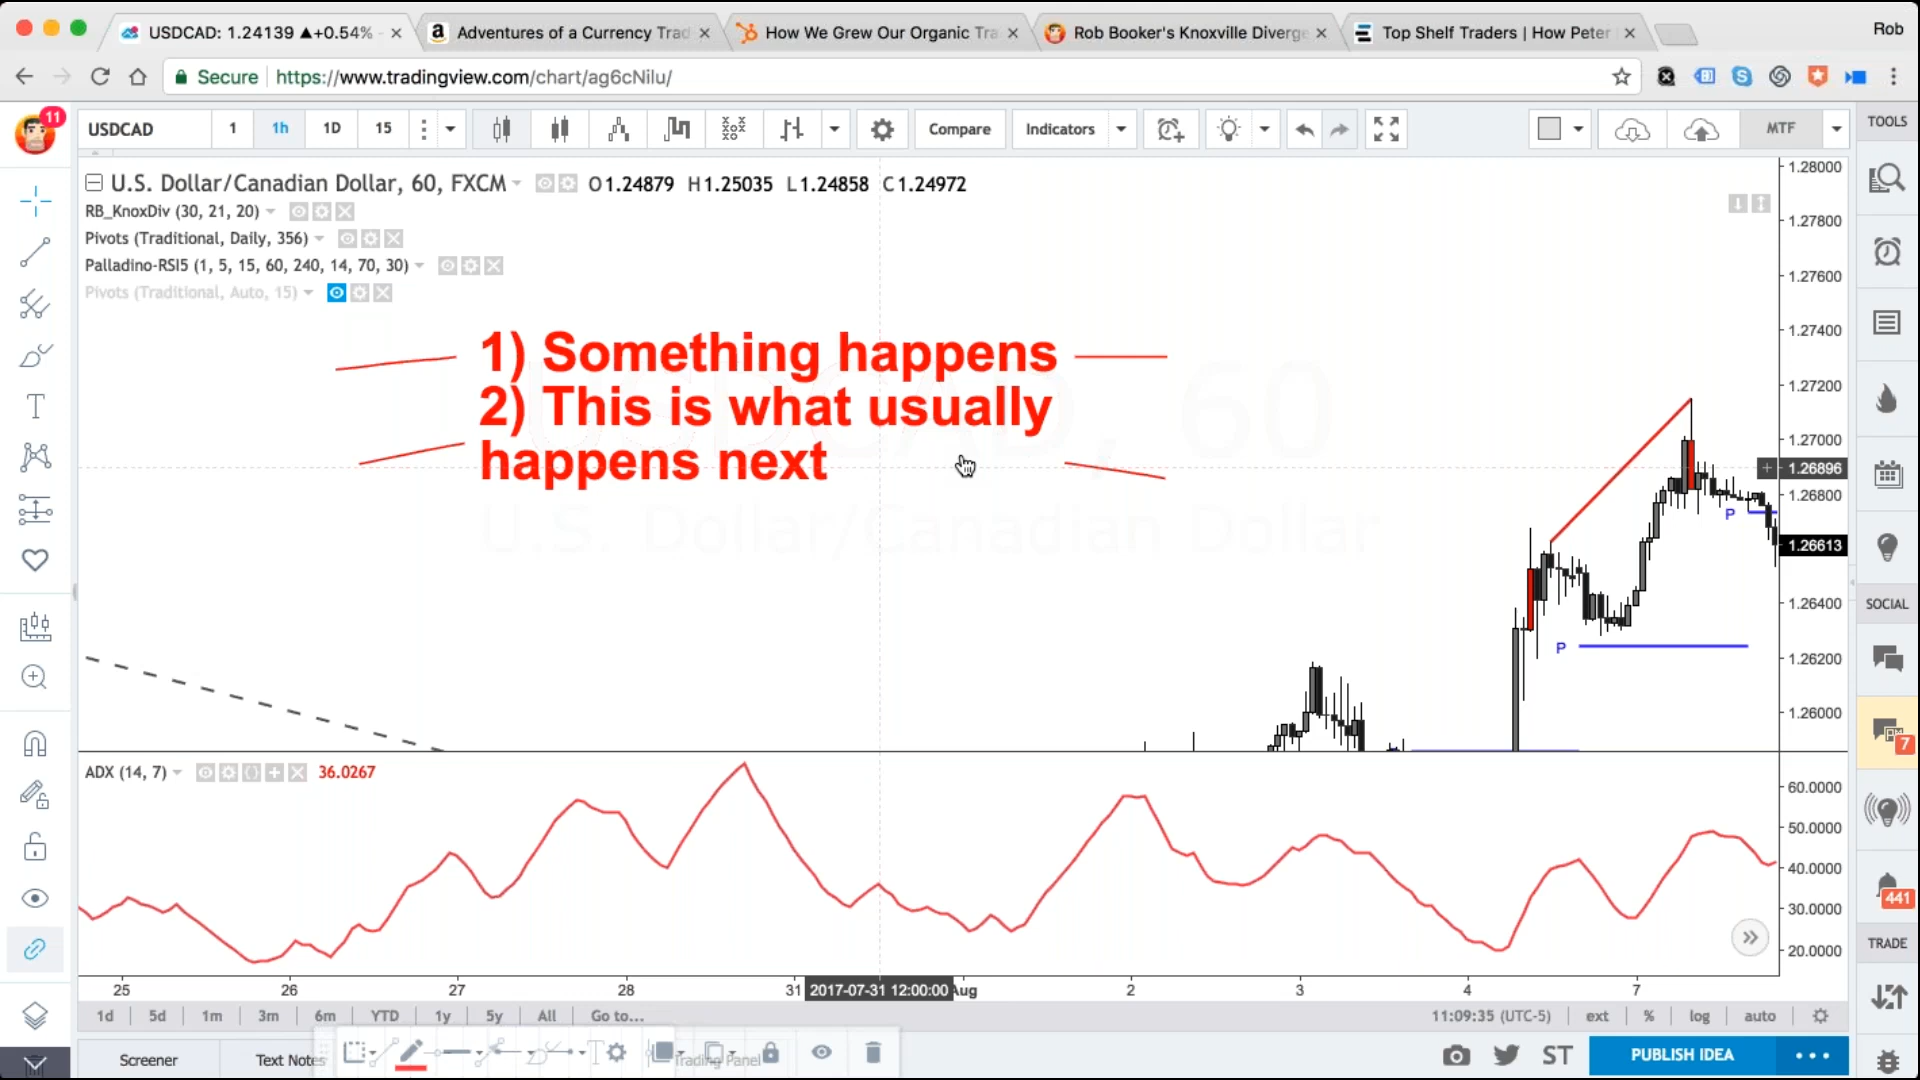 USDCAD: 1.24139 ▲+0.54%
Adventures of a Currency Trad
How We Grew Our Organic Tra
Rob Booker's Knoxville Diverge
Top Shelf Traders | How Peter
Rob
Secure
https://www.tradingview.com/chart/ag6cNilu/
11
USDCAD
1
1h
1D
15
Compare
Indicators
MTF
TOOLS
U.S. Dollar/Canadian Dollar, 60, FXCM
O1.24879 H1.25035 L1.24858 C1.24972
RB_KnoxDiv (30, 21, 20)
Pivots (Traditional, Daily, 356)
Palladino-RSI5 (1, 5, 15, 60, 240, 14, 70, 30)
Pivots (Traditional, Auto, 15)
1) Something happens
2) This is what usually
happens next
, 60
U.S. Dollar/Canadian Dollar
P
P
1.28000
1.27800
1.27600
1.27400
1.27200
1.27000
1.26896
1.26800
1.26613
1.26400
1.26200
1.26000
SOCIAL
7
441
TRADE
ADX (14, 7)
36.0267
60.0000
50.0000
40.0000
30.0000
20.0000
25
26
27
28
31
2017-07-31 12:00:00
Aug
2
3
4
7
1d
5d
1m
3m
6m
YTD
1y
5y
All
Go to...
11:09:35 (UTC-5)
ext
%
log
auto
Screener
Text Notes
Trading Panel
ST
PUBLISH IDEA